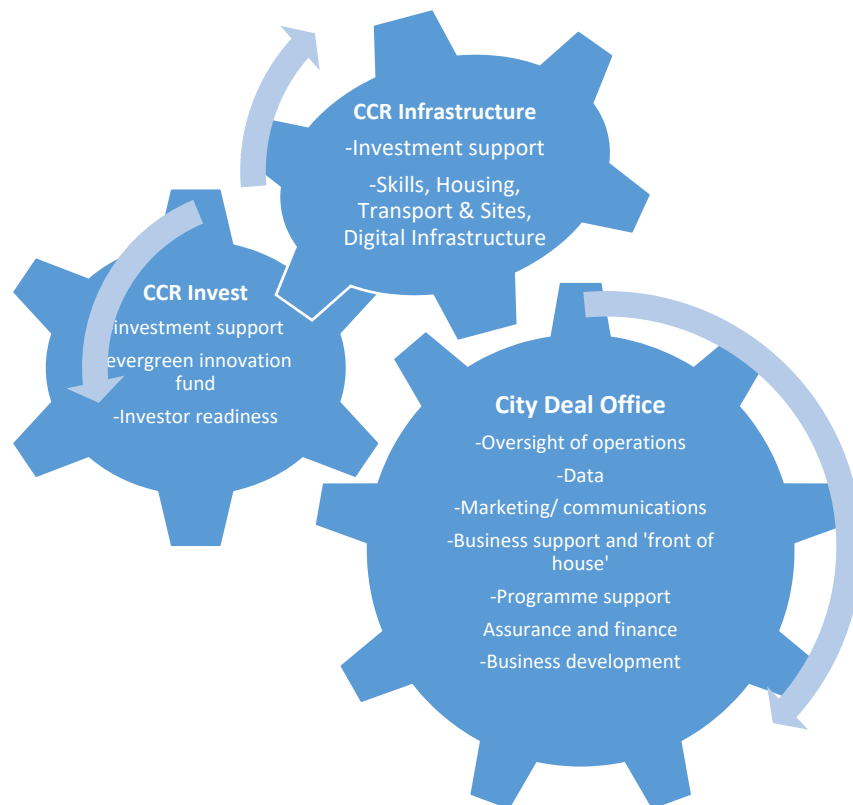 CCR Infrastructure
-Investment support
-Skills, Housing,
Transport & Sites,
Digital Infrastructure
CCR Invest
investment support
evergreen innovation
fund
-Investor readiness
City Deal Office
-Oversight of operations
-Data
-Marketing/ communications
-Business support and 'front of
house'
-Programme support
Assurance and finance
-Business development